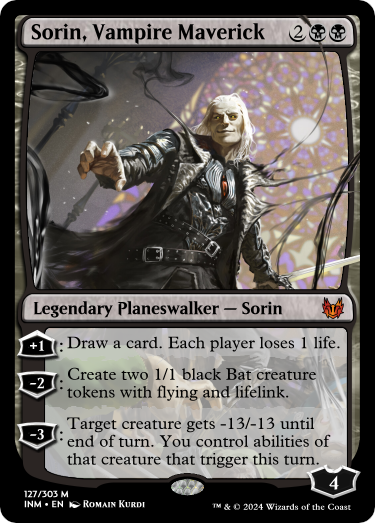 Sorin, Vampire Maverick 2
Legendary Planeswalker — Sorin
+1: Draw a card. Each player loses 1 life.
-2: Create two 1/1 black Bat creature
tokens with flying and lifelink.
-3: Target creature gets -13/-13 until
end of turn. You control abilities of
that creature that trigger this turn.
4
127/303 M
INM • EN Romain Kurdi
™ & © 2024 Wizards of the Coast